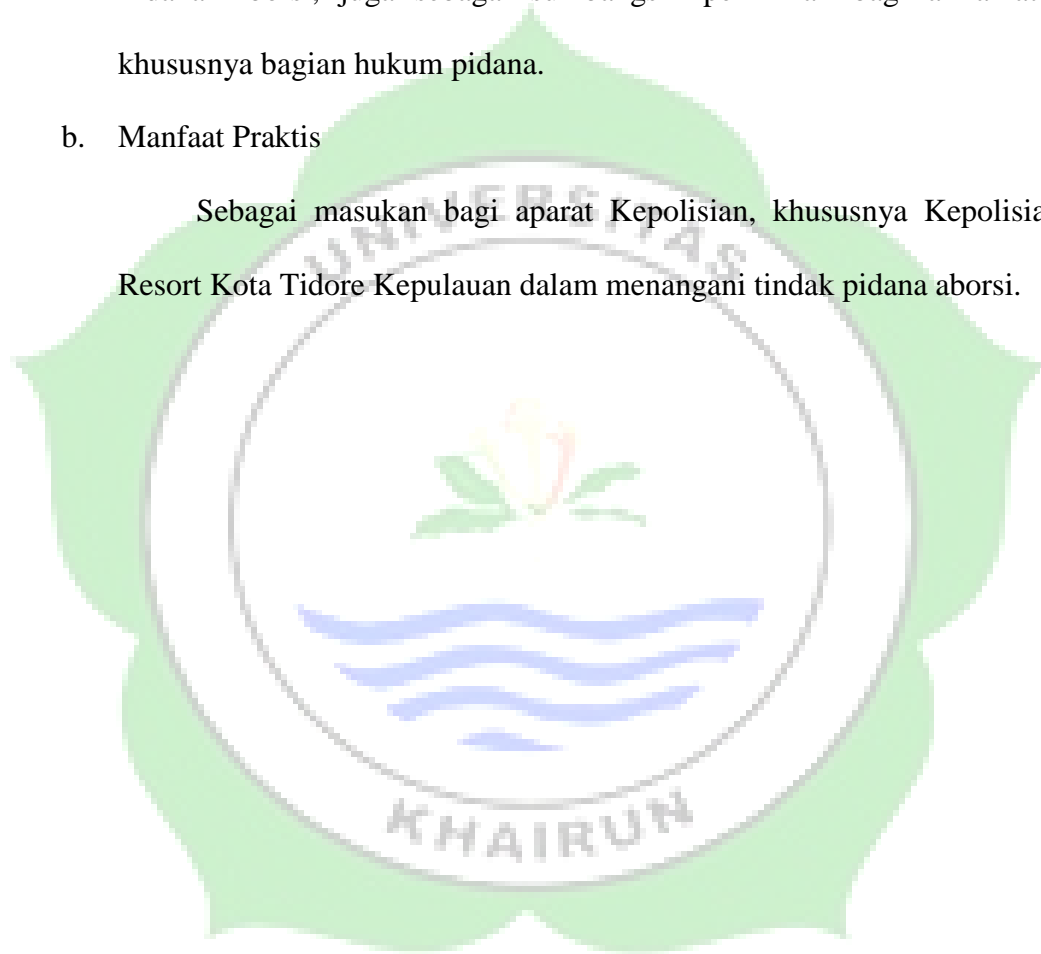 khususnya bagian hukum pidana.
b. Manfaat Praktis
Sebagai masukan bagi aparat Kepolisian, khususnya
Resort Kota Tidore Kepulauan dalam menangani tindak pidana aborsi.
UNIVERSITAS
KHAIRUN